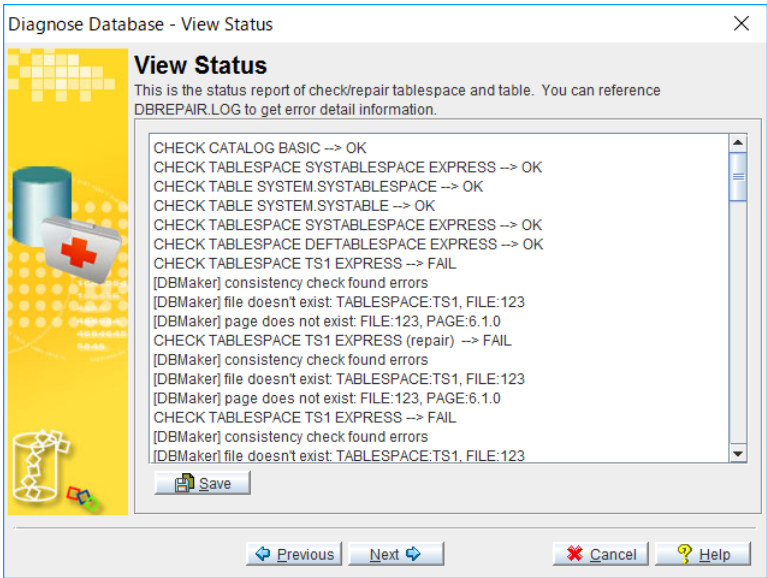 Diagnose Database - View Status
View Status
This is the status report of check/repair tablespace and table. You can reference
DBREPAIR.LOG to get error detail information.
CHECK CATALOG BASIC --> OK
CHECK TABLESPACE SYSTABLESPACE EXPRESS --> OK
CHECK TABLE SYSTEM.SYSTABLESPACE --> OK
CHECK TABLE SYSTEM.SYSTABLE --> OK
CHECK TABLESPACE SYSTABLESPACE EXPRESS --> OK
CHECK TABLESPACE DEFTABLESPACE EXPRESS --> OK
CHECK TABLESPACE TS1 EXPRESS --> FAIL
[DBMaker] consistency check found errors
[DBMaker] file doesn't exist: TABLESPACE:TS1, FILE:123
[DBMaker] page does not exist: FILE:123, PAGE:6.1.0
CHECK TABLESPACE TS1 EXPRESS (repair) --> FAIL
[DBMaker] consistency check found errors
[DBMaker] file doesn't exist: TABLESPACE:TS1, FILE:123
[DBMaker] page does not exist: FILE:123, PAGE:6.1.0
CHECK TABLESPACE TS1 EXPRESS --> FAIL
[DBMaker] consistency check found errors
[DBMaker] file doesn't exist: TABLESPACE:TS1, FILE:123
Save
Previous Next Cancel Help